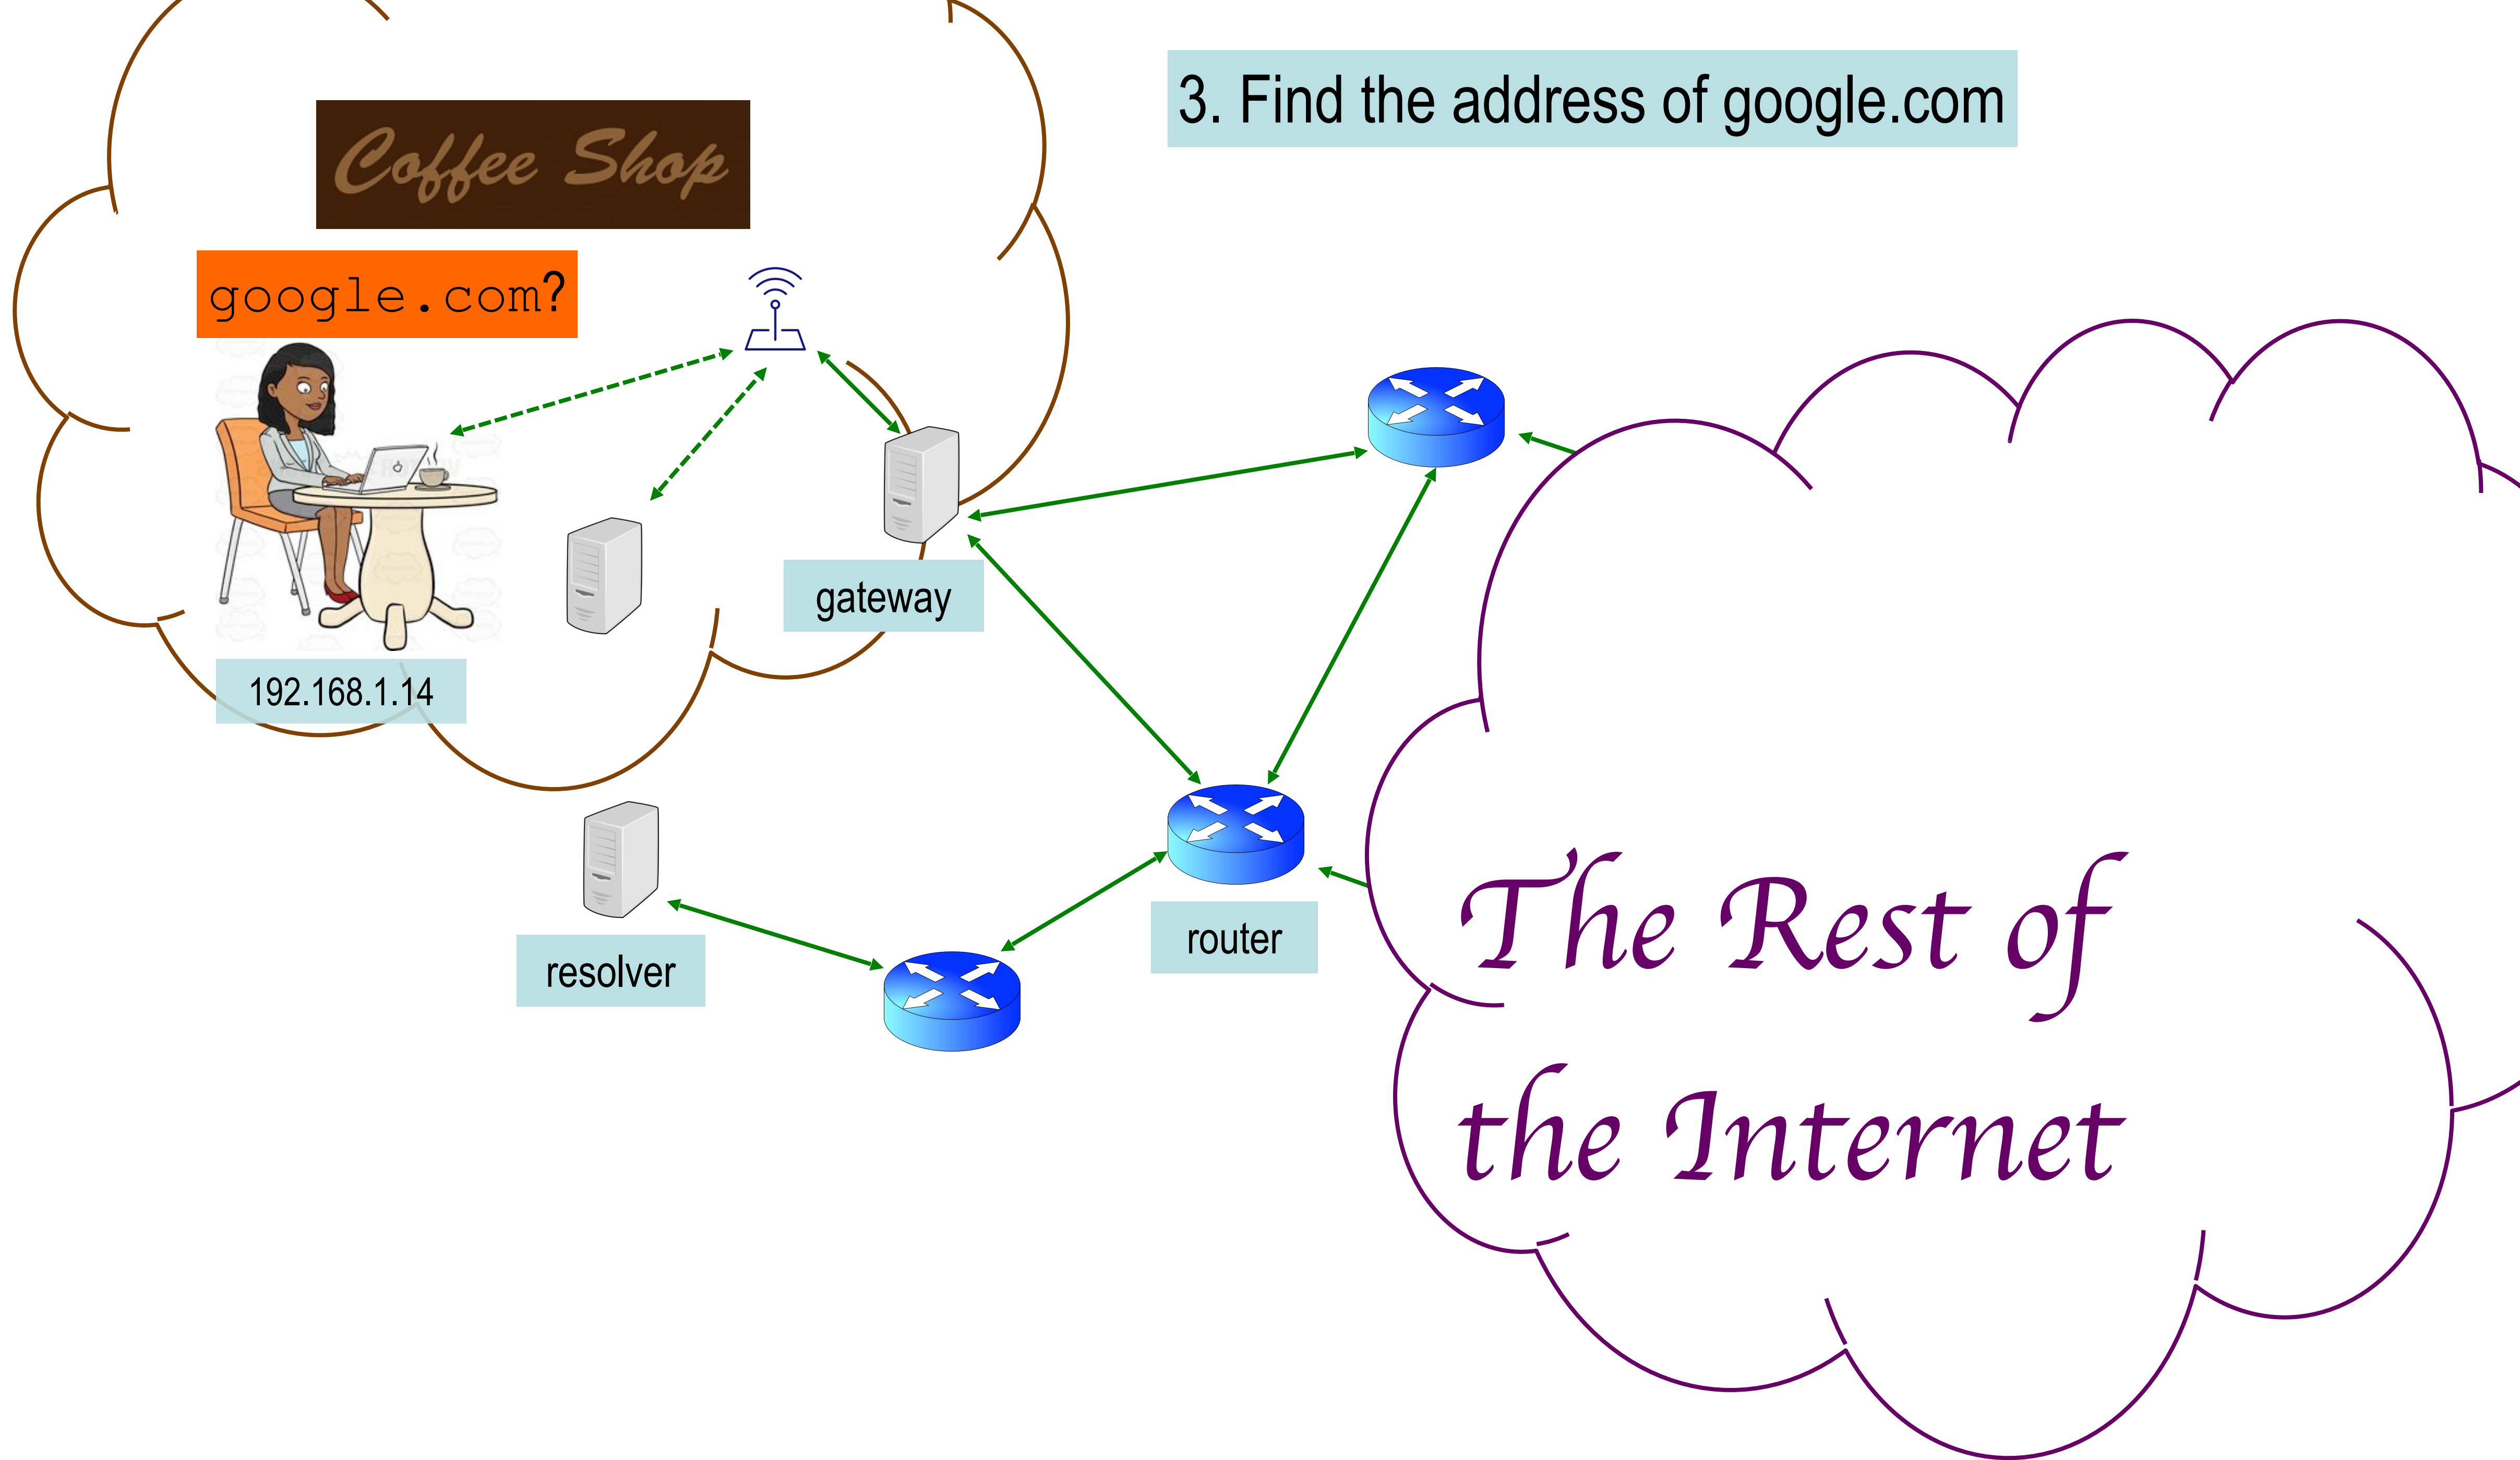 3. Find the address of google.com
Coffee Shop
google.com?
gateway
192.168.1.14
router
resolver
The Rest of
the Internet